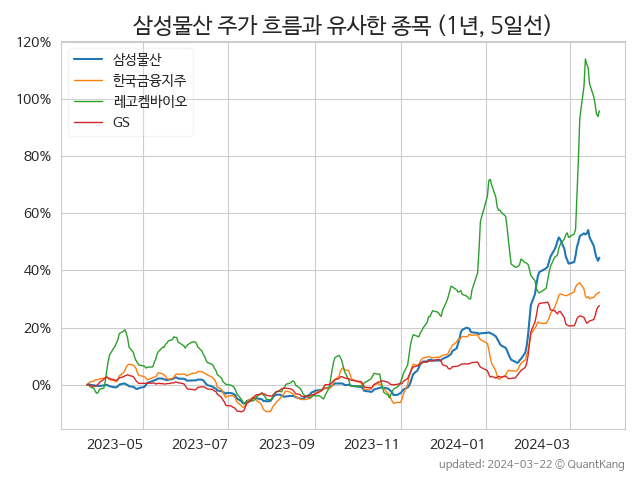 삼성물산 주가 흐름과 유사한 종목 (1년, 5일선)
120%
100%
80%
60%
40%
20%
0%
삼성물산
한국금융지주
레고켐바이오
GS
2023-05
2023-07
2023-09
2023-11
2024-01
2024-03
updated: 2024-03-22 © QuantKang